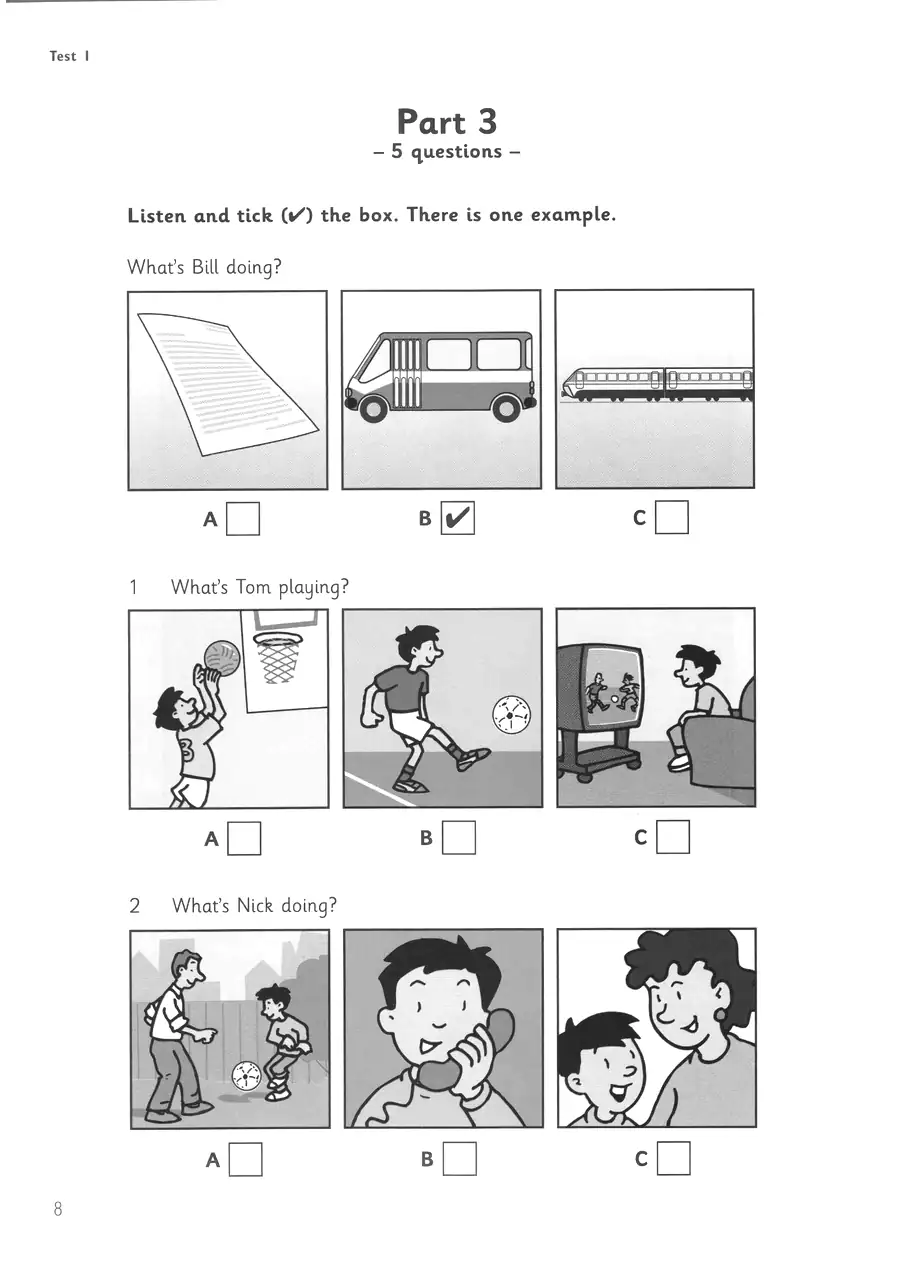 Test 1
Part 3
– 5 questions –
Listen and tick (✔) the box. There is one example.
What's Bill doing?
A B ✔ C
1 What's Tom playing?
3
A B C
2 What's Nick doing?
A B C
8